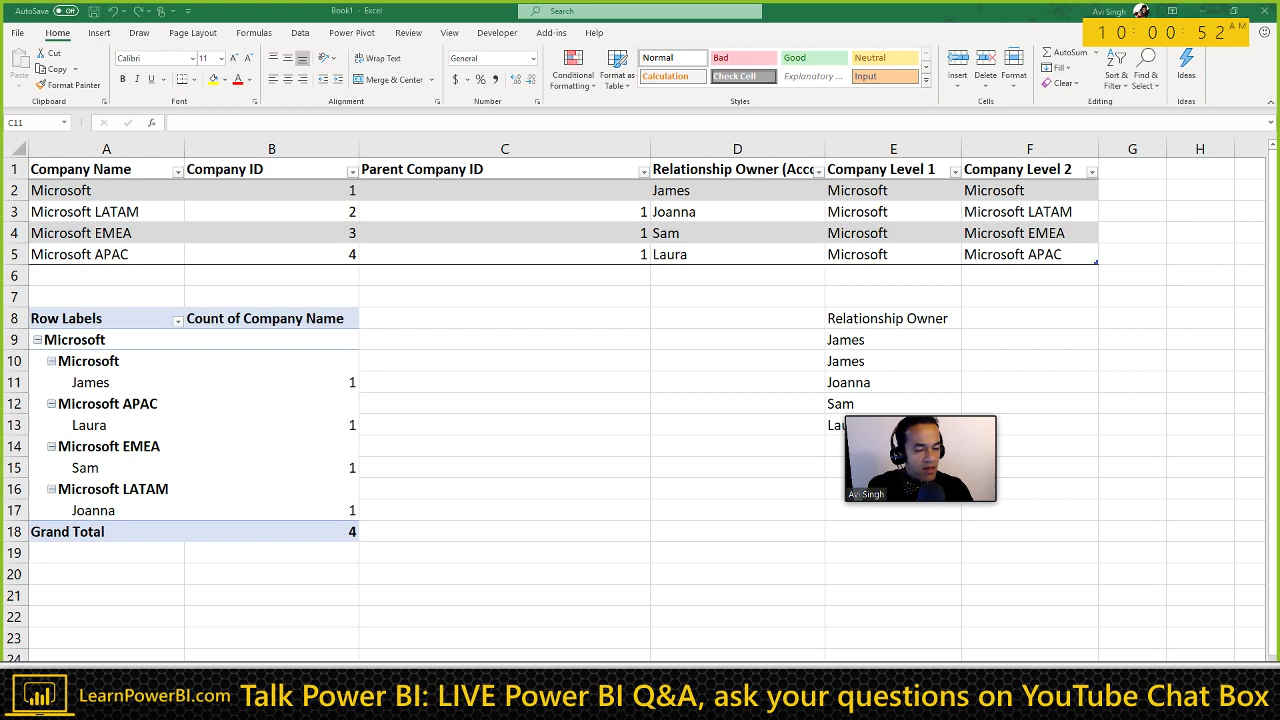 AutoSave Off Book1 - Excel Search Avi Singh
File Home Insert Draw Page Layout Formulas Data Power Pivot Review View Developer Add-ins Help
10:00:52 AM
Paste Cut Copy Format Painter Clipboard
Calibri 11 B I U Font
Wrap Text Merge & Center Alignment
General $ % Number
Conditional Formatting Format as Table
Normal Bad Good Neutral
Calculation Check Cell Explanatory ... Input
Styles
Insert Delete Format Cells
AutoSum Fill Clear Sort & Filter Find & Select Editing
Ideas Ideas
C11 fx
A B C D E F G H
1 Company Name Company ID Parent Company ID Relationship Owner (Acco Company Level 1 Company Level 2
2 Microsoft 1 James Microsoft Microsoft
3 Microsoft LATAM 2 1 Joanna Microsoft Microsoft LATAM
4 Microsoft EMEA 3 1 Sam Microsoft Microsoft EMEA
5 Microsoft APAC 4 1 Laura Microsoft Microsoft APAC
6
7
8 Row Labels Count of Company Name Relationship Owner
9 Microsoft James
10 Microsoft James
11 James 1 Joanna
12 Microsoft APAC Sam
13 Laura 1
14 Microsoft EMEA
15 Sam 1
16 Microsoft LATAM
Avi Singh
17 Joanna 1
18 Grand Total 4
19
20
21
22
23
24
LearnPowerBI.com Talk Power BI: LIVE Power BI Q&A, ask your questions on YouTube Chat Box